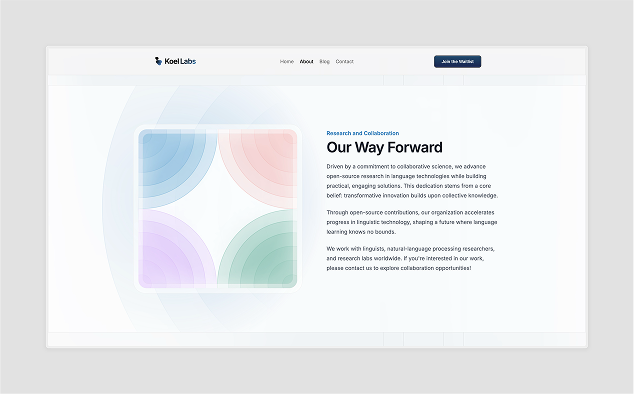 Koel Labs
Home About Blog Contact
Join the Waitlist
Research and Collaboration
Our Way Forward
Driven by a commitment to collaborative science, we advance
open-source research in language technologies while building
practical, engaging solutions. This dedication stems from a core
belief: transformative innovation builds upon collective knowledge.
Through open-source contributions, our organization accelerates
progress in linguistic technology, shaping a future where language
learning knows no bounds.
We work with linguists, natural-language processing researchers,
and research labs worldwide. If you're interested in our work,
please contact us to explore collaboration opportunities!